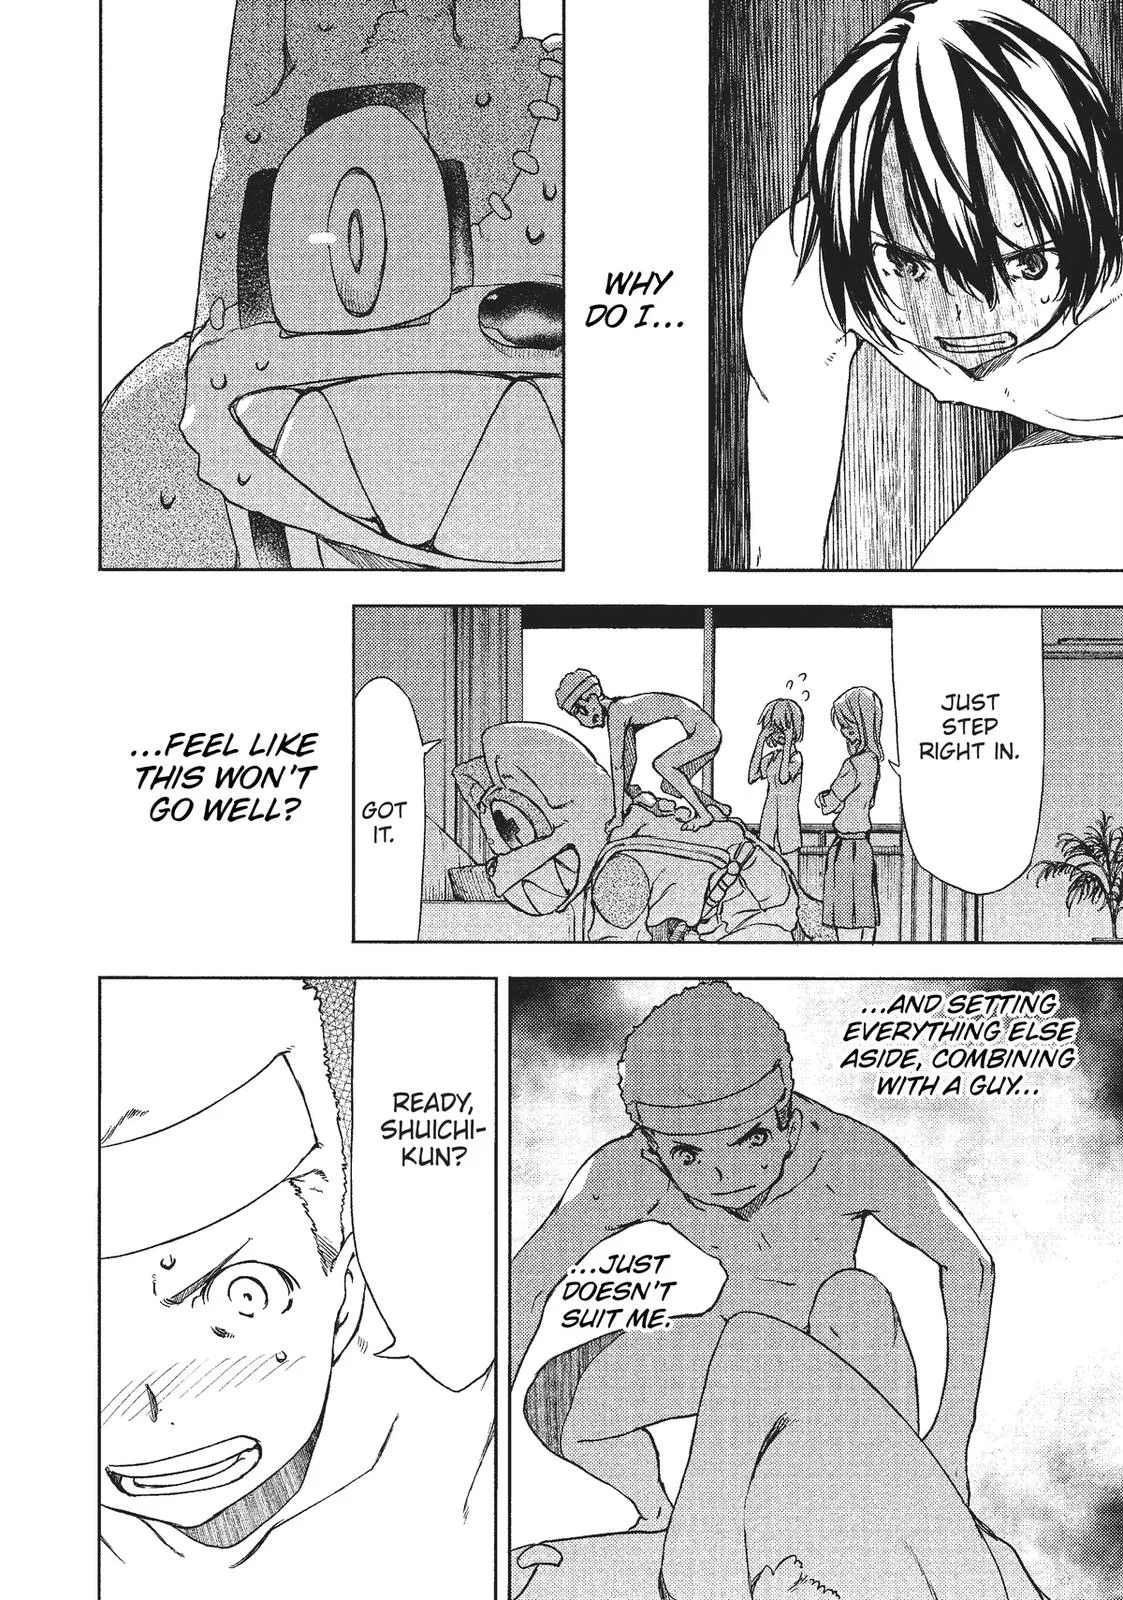 WHY
DO I...
JUST
STEP
RIGHT IN.
GOT
IT.
...FEEL LIKE
THIS WON'T
GO WELL?
...AND SETTING
EVERYTHING ELSE
ASIDE, COMBINING
WITH A GUY...
...JUST
DOESN'T
SUIT ME.
READY,
SHUICHI-
KUN?